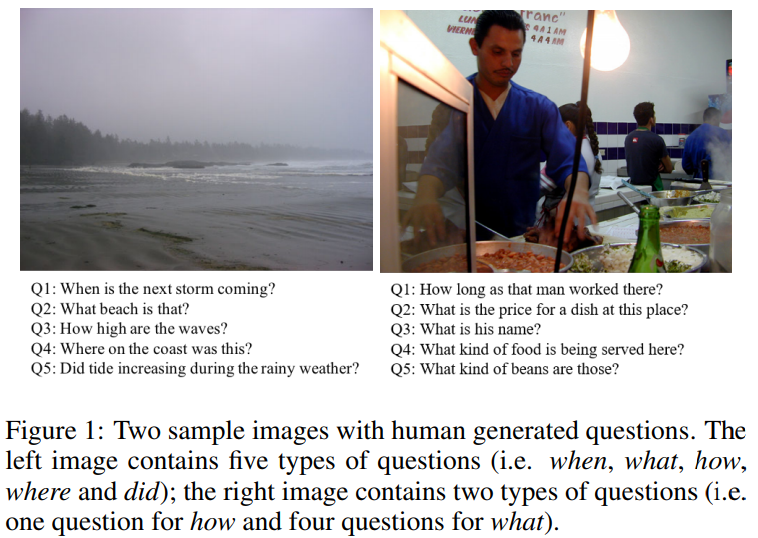 Franc"
LUN
9 A 1 AM
VIERNE
9 A 4 AM
Q1: When is the next storm coming?
Q2: What beach is that?
Q3: How high are the waves?
Q4: Where on the coast was this?
Q5: Did tide increasing during the rainy weather?
Q1: How long as that man worked there?
Q2: What is the price for a dish at this place?
Q3: What is his name?
Q4: What kind of food is being served here?
Q5: What kind of beans are those?
Figure 1: Two sample images with human generated questions. The
left image contains five types of questions (i.e. when, what, how,
where and did); the right image contains two types of questions (i.e.
one question for how and four questions for what).